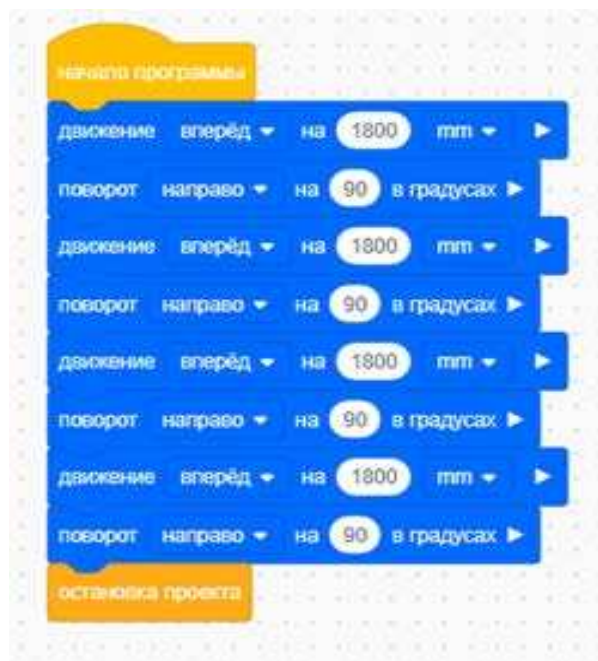 начало программы
движение вперёд на 1800 mm
поворот направо на 90 в градусах
движение вперёд на 1800 mm
поворот направо на 90 в градусах
движение вперёд на 1800 mm
поворот направо на 90 в градусах
движение вперёд на 1800 mm
поворот направо на 90 в градусах
остановка проекта